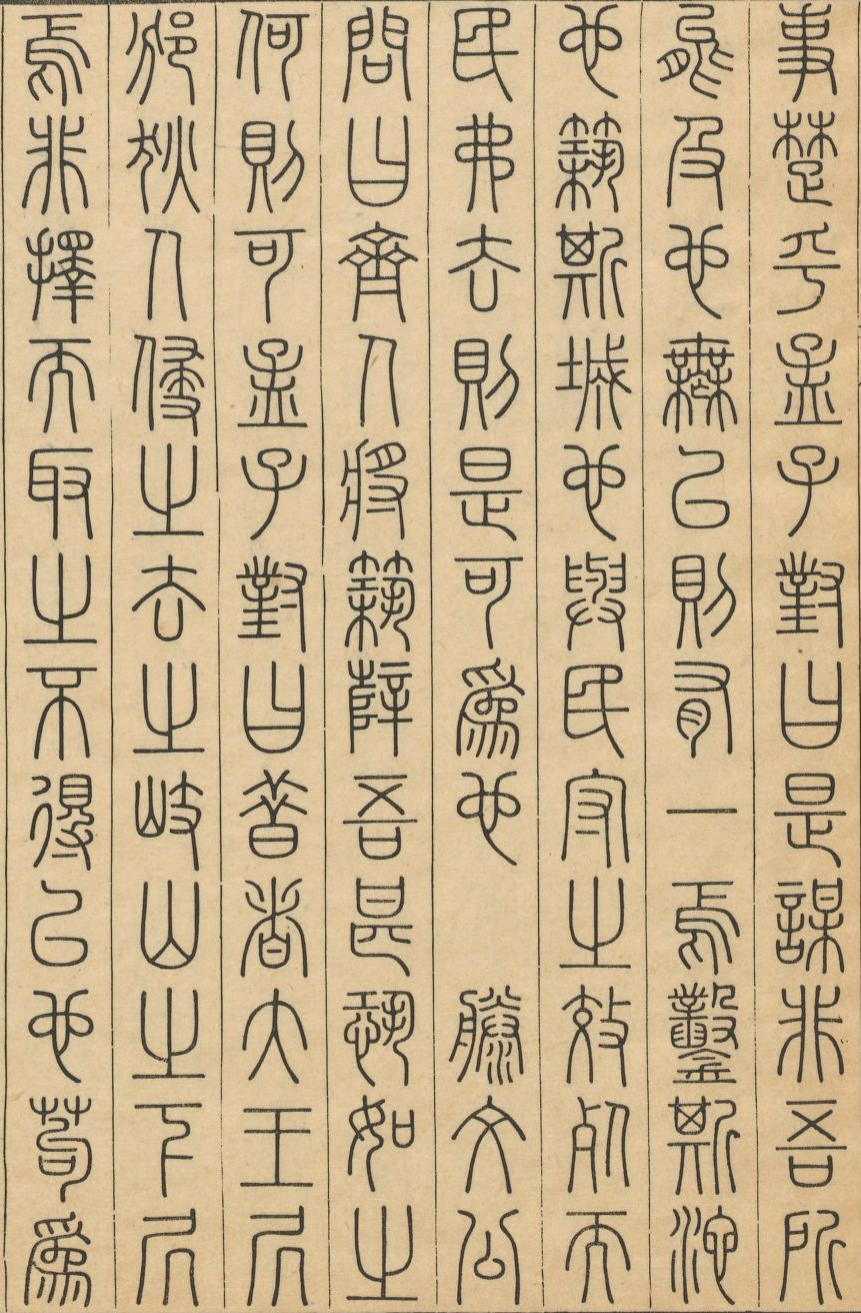 事楚乎孟子對曰是謀非吾所
能及也無已則有一焉鑿斯池
也築斯城也與民守之效死而
民弗去則是可爲也　滕文公
問曰齊人將築薛吾甚恐如之
何則可孟子對曰昔者大王居
邠狄人侵之去之岐山之下居
焉非擇而取之不得已也苟爲